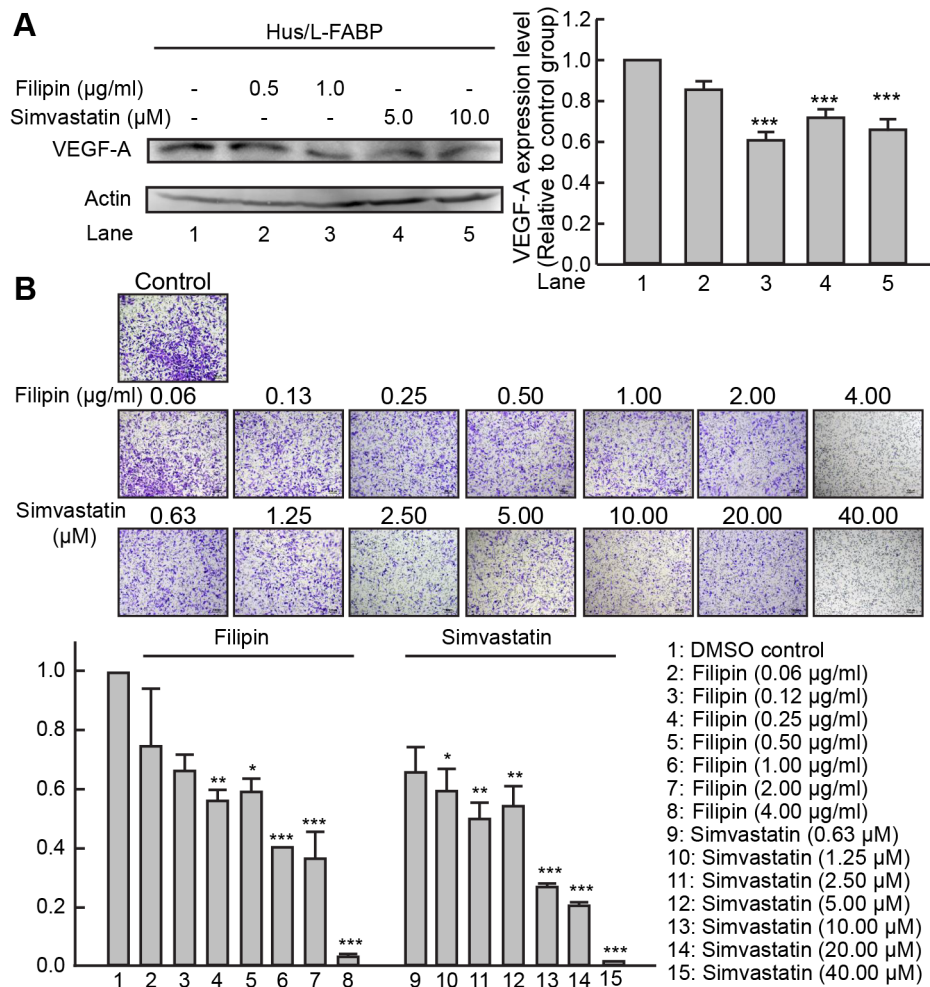 A
Hus/L-FABP
Filipin (µg/ml) - 0.5 1.0 - -
Simvastatin (µM) - - - 5.0 10.0
VEGF-A
Actin
Lane 1 2 3 4 5
VEGF-A expression level
(Relative to control group)
1.2
1.0
0.8
0.6
0.4
0.2
0.0
*** *** ***
Lane 1 2 3 4 5
B
Control
Filipin (µg/ml) 0.06 0.13 0.25 0.50 1.00 2.00 4.00
Simvastatin (µM) 0.63 1.25 2.50 5.00 10.00 20.00 40.00
Filipin Simvastatin
1.0
0.8
0.6
0.4
0.2
0.0
** * *** *** *** * ** ** *** *** ***
1 2 3 4 5 6 7 8 9 10 11 12 13 14 15
1: DMSO control
2: Filipin (0.06 µg/ml)
3: Filipin (0.12 µg/ml)
4: Filipin (0.25 µg/ml)
5: Filipin (0.50 µg/ml)
6: Filipin (1.00 µg/ml)
7: Filipin (2.00 µg/ml)
8: Filipin (4.00 µg/ml)
9: Simvastatin (0.63 µM)
10: Simvastatin (1.25 µM)
11: Simvastatin (2.50 µM)
12: Simvastatin (5.00 µM)
13: Simvastatin (10.00 µM)
14: Simvastatin (20.00 µM)
15: Simvastatin (40.00 µM)